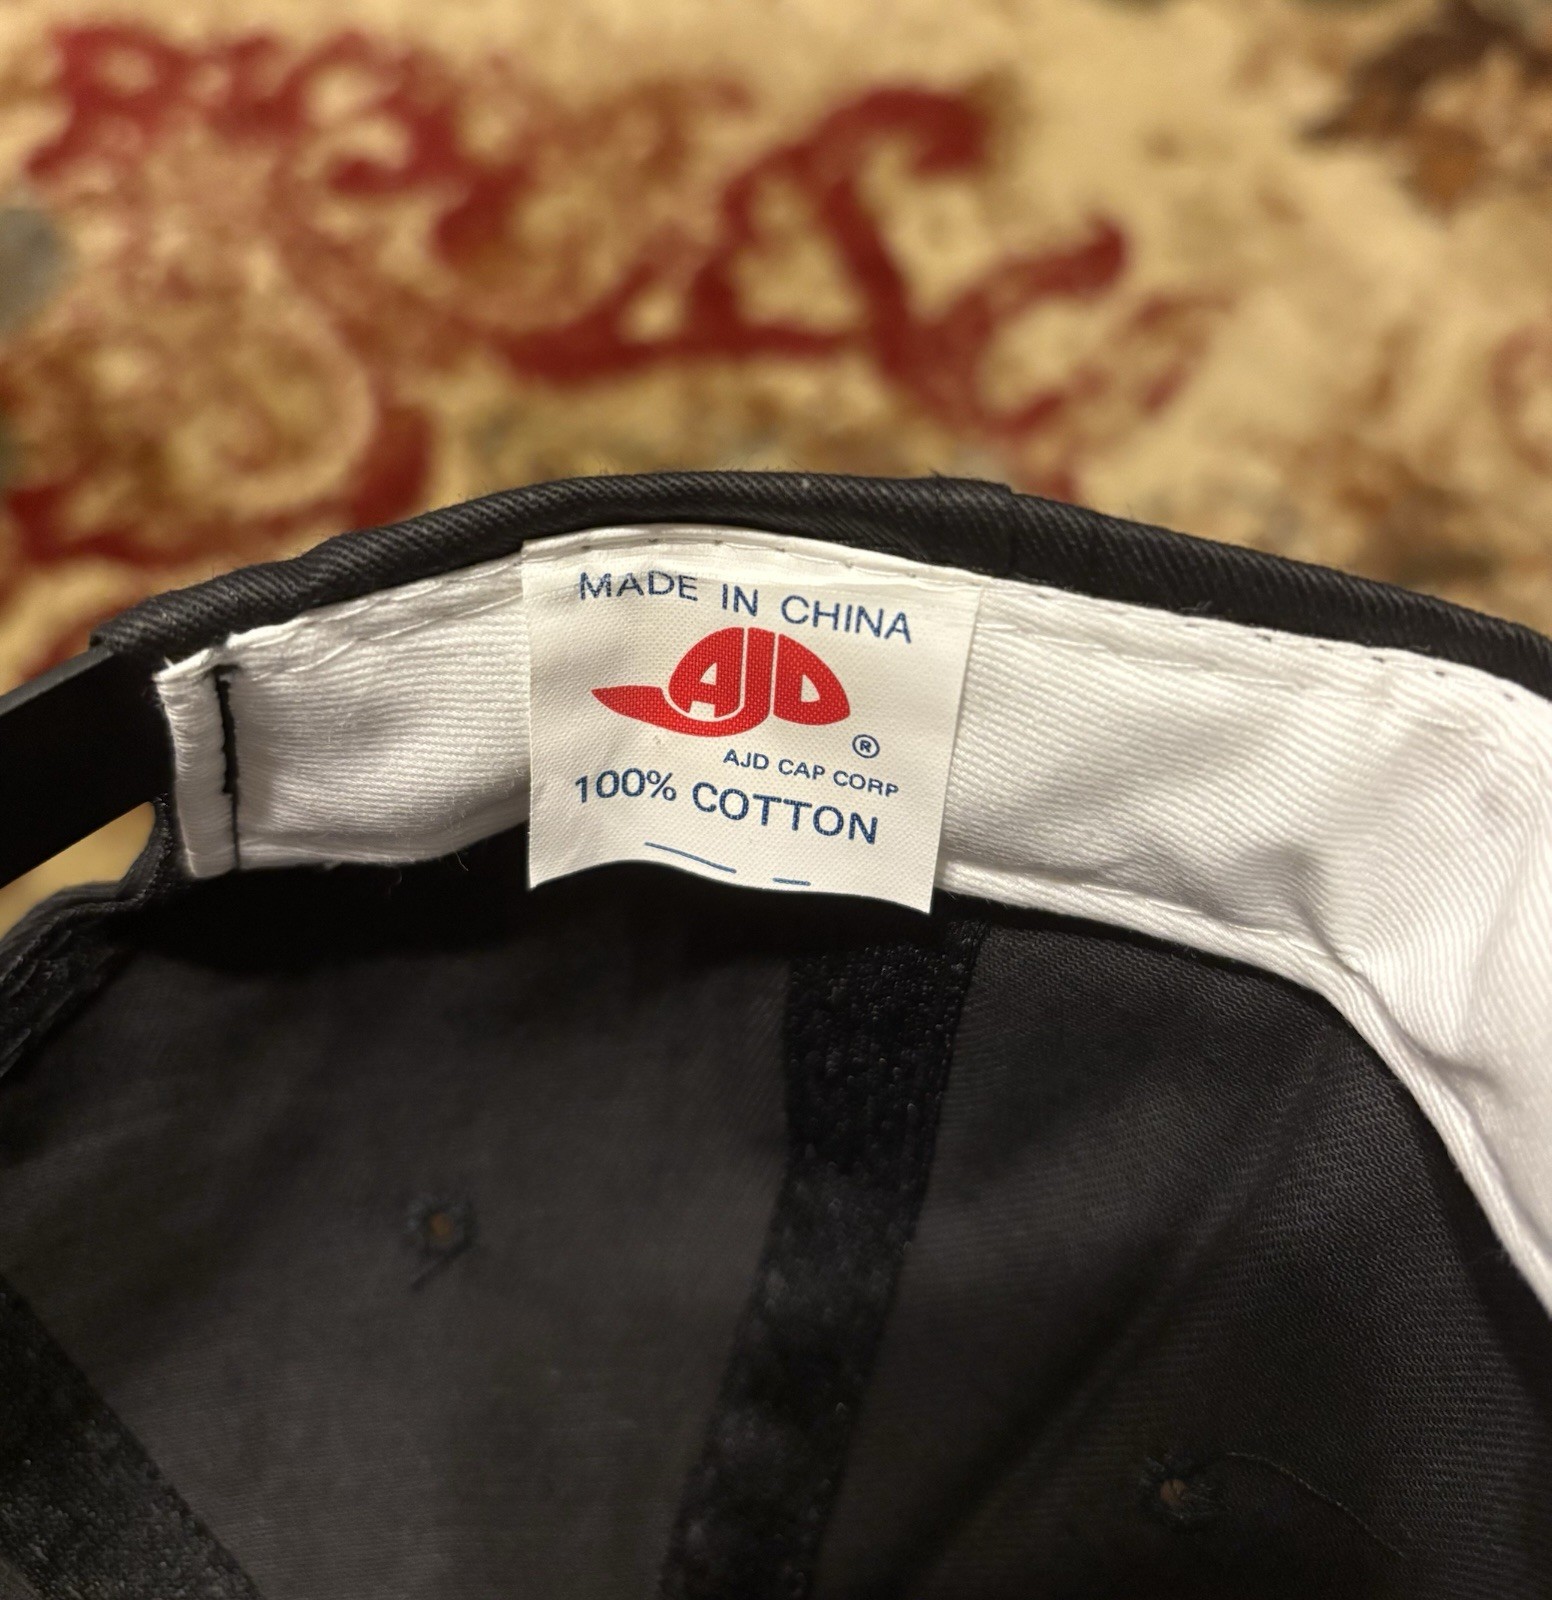 MADE IN CHINA
AJD
®
AJD CAP CORP
100% COTTON